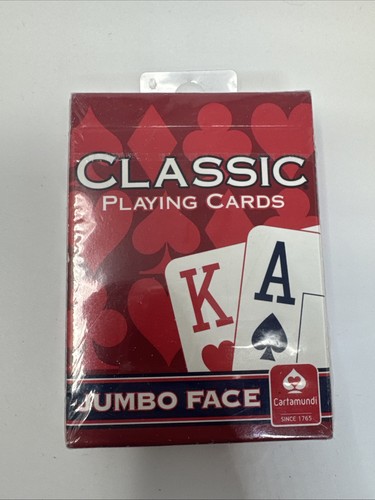 CLASSIC
PLAYING CARDS
K
A
JUMBO FACE
Cartamundi
SINCE 1765